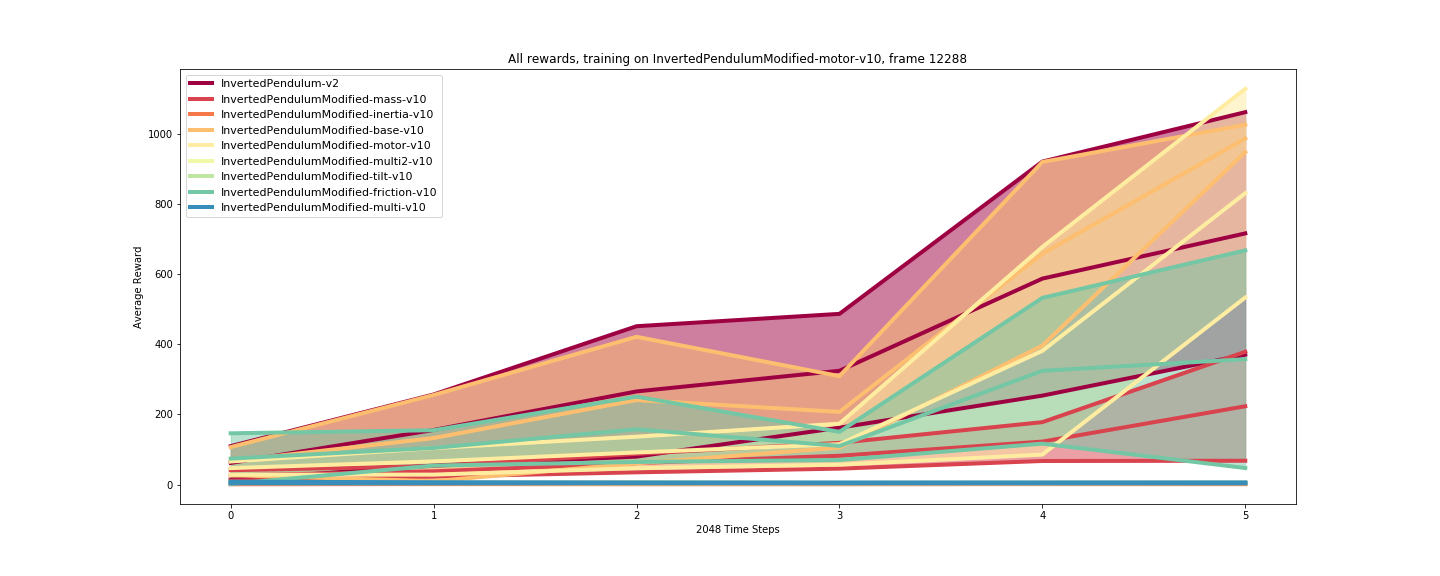 All rewards, training on InvertedPendulumModified-motor-v10, frame 12288
InvertedPendulum-v2
InvertedPendulumModified-mass-v10
InvertedPendulumModified-inertia-v10
InvertedPendulumModified-base-v10
InvertedPendulumModified-motor-v10
InvertedPendulumModified-multi2-v10
InvertedPendulumModified-tilt-v10
InvertedPendulumModified-friction-v10
InvertedPendulumModified-multi-v10
1000
800
600
400
200
0
Average Reward
0 1 2 3 4 5
2048 Time Steps